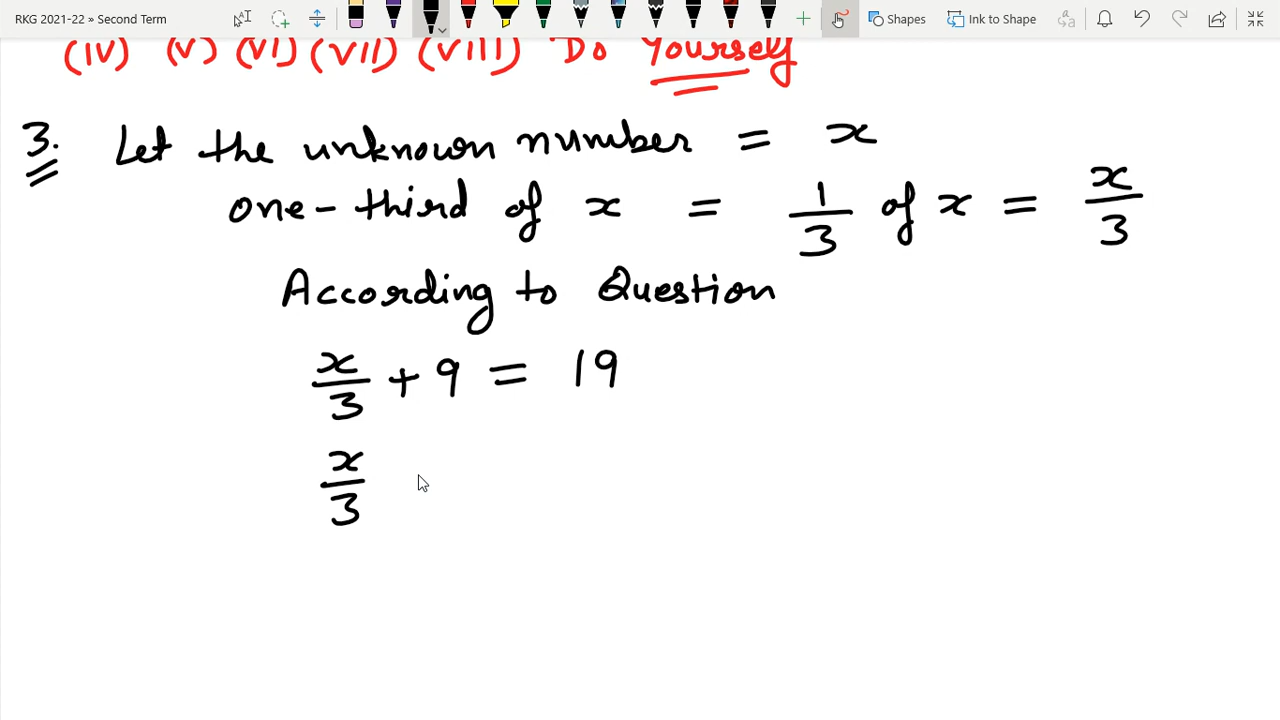 RKG 2021-22 » Second Term
Shapes
Ink to Shape
(iv) (v) (vi) (vii) (viii) Do Yourself
3. Let the unknown number = x
one-third of x = 1/3 of x = x/3
According to Question
x/3 + 9 = 19
x/3